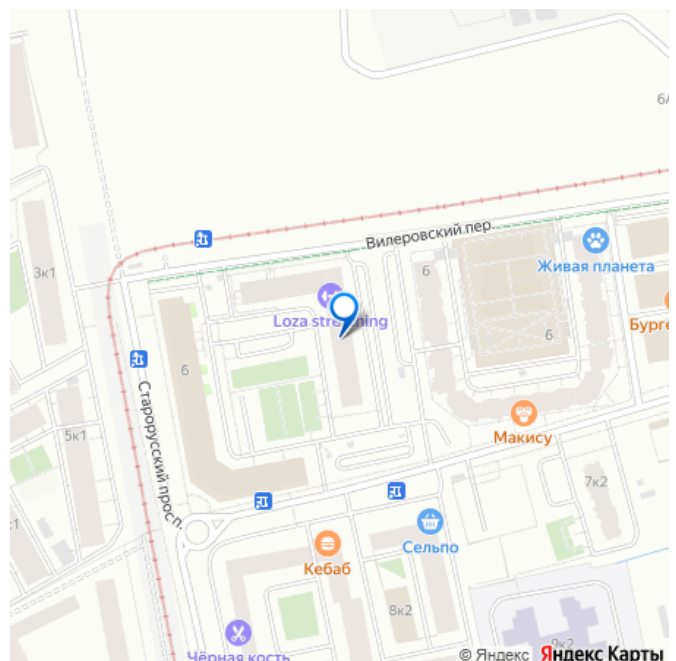 6А
Вилеровский пер.
Живая планета
6
3к1
Loza stretching
Бурге
6
6
Старорусский просп.
Макису
5к1
7к2
Сельпо
Кебаб
8к2
9к2
Чёрная кость
© Яндекс Яндекс Карты